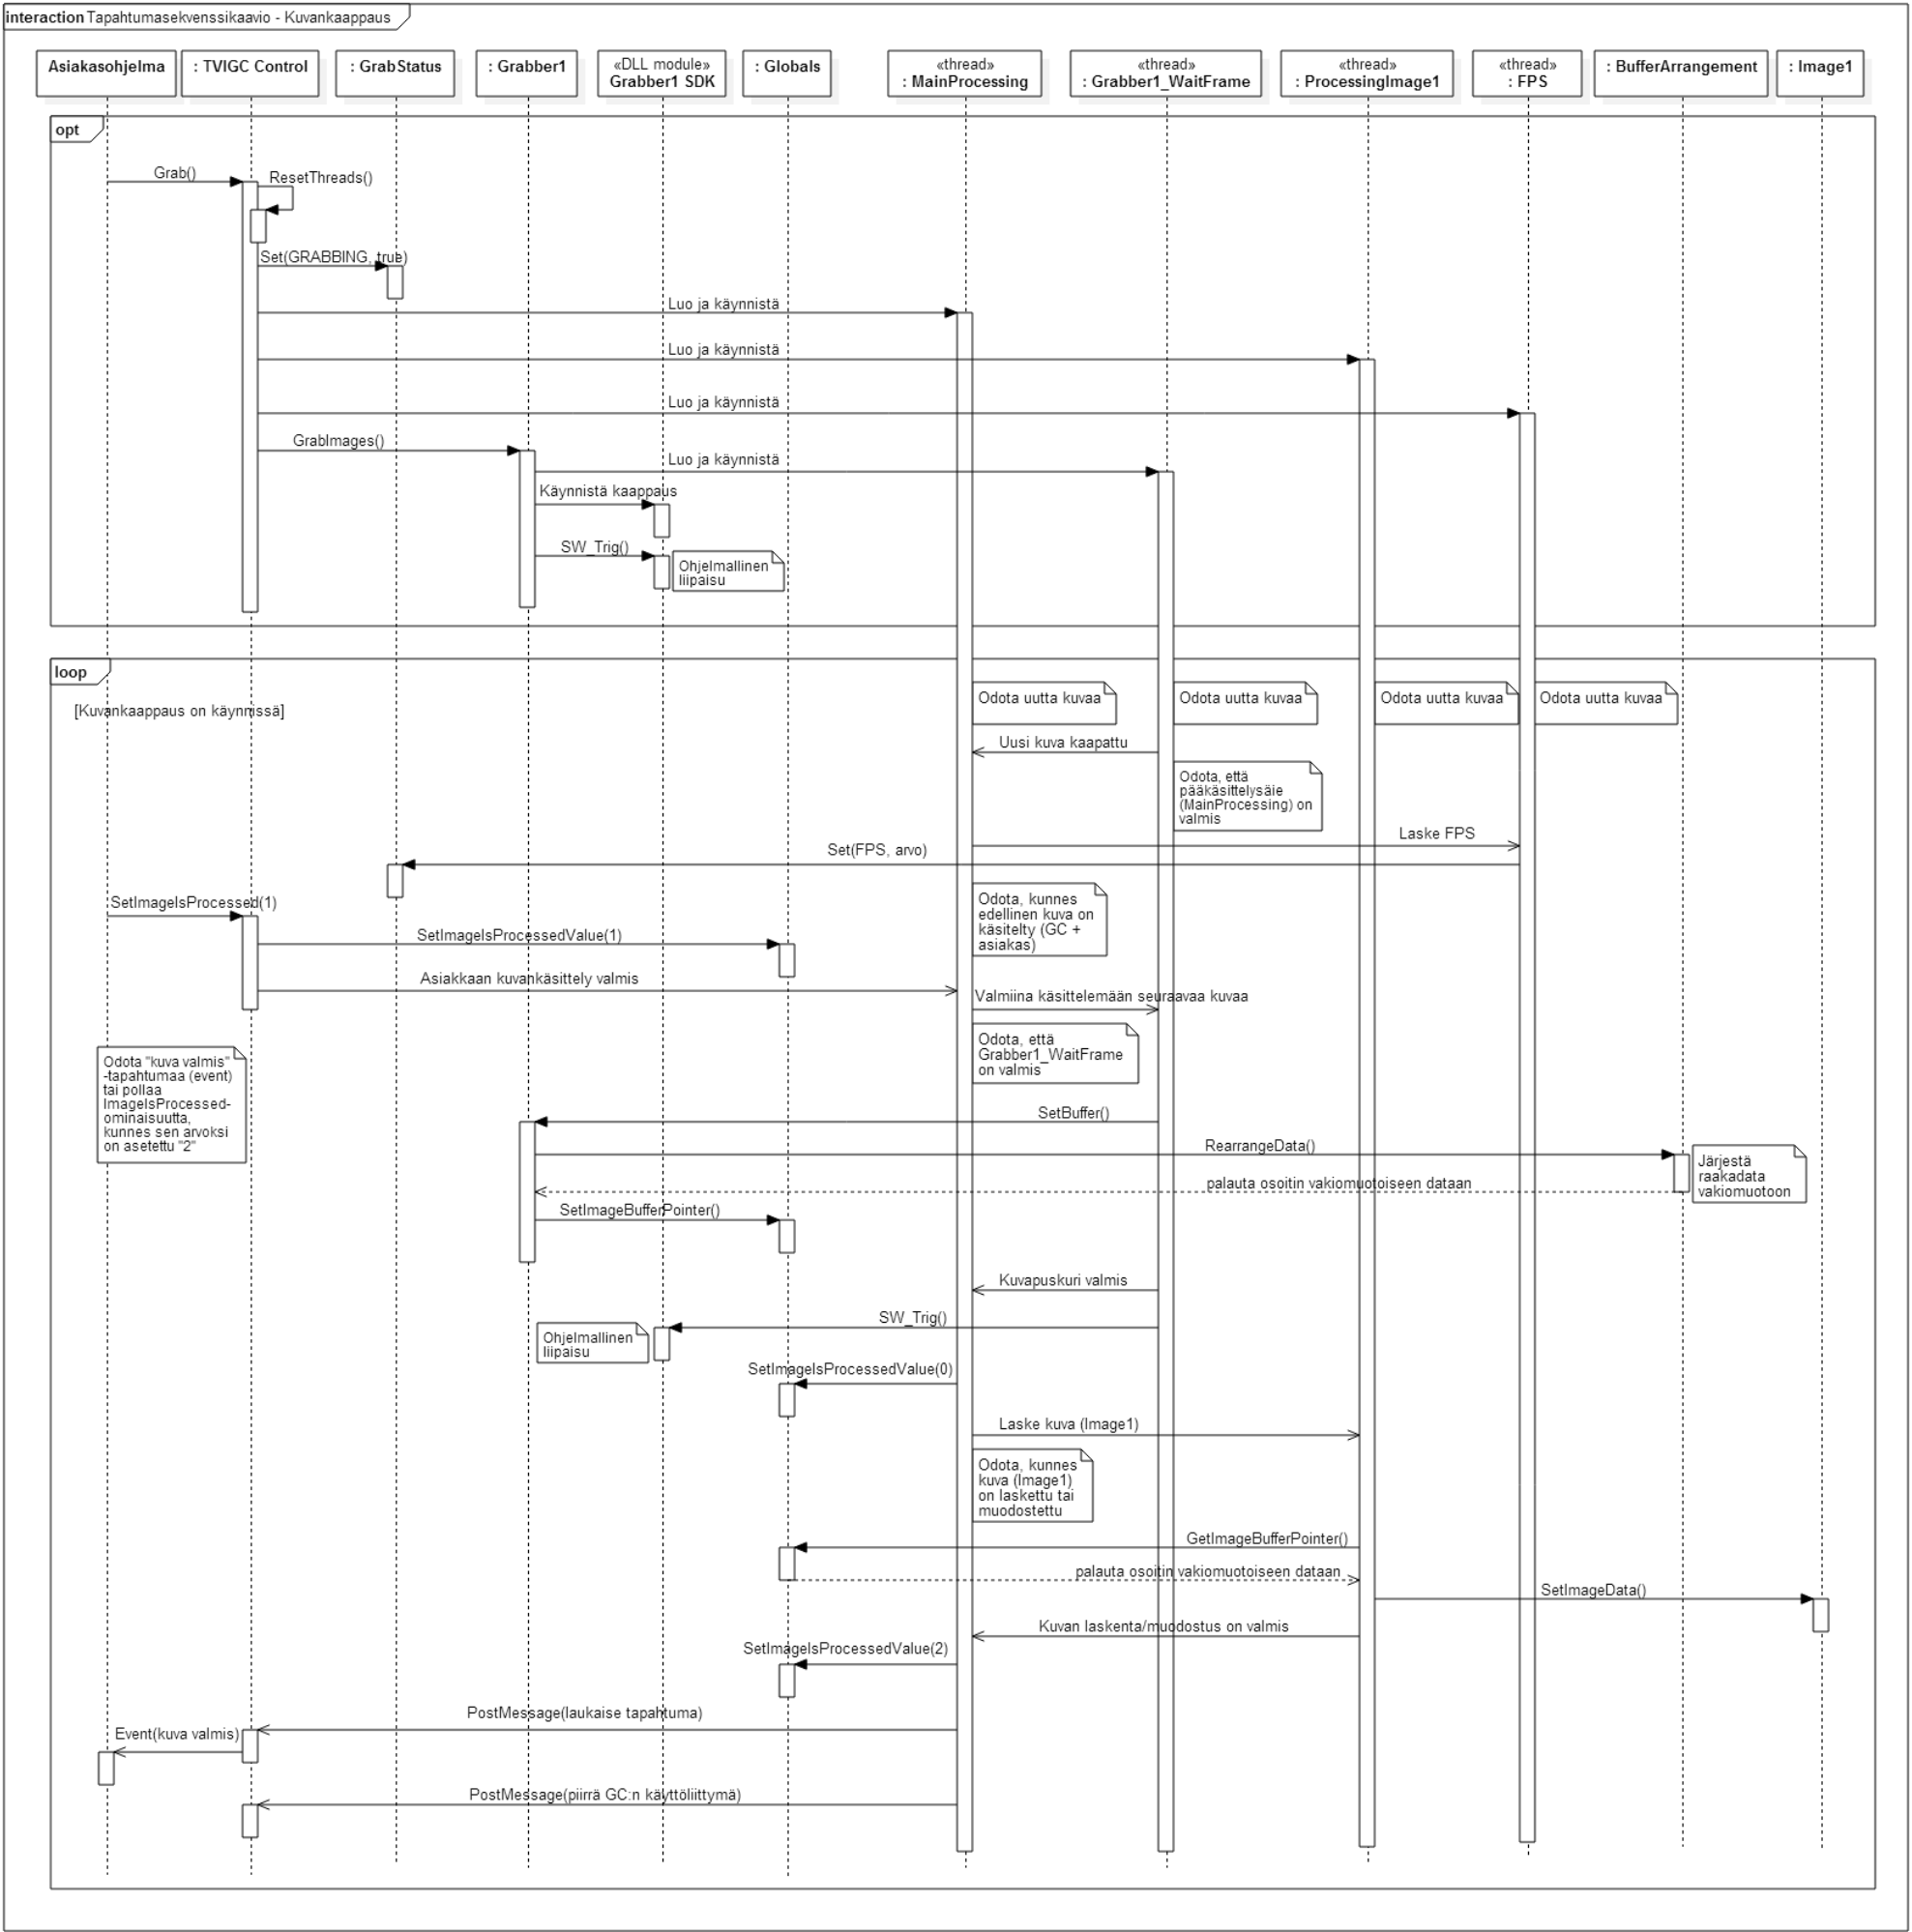 interaction Tapahtumasekvenssikaavio - Kuvankaappaus
Asiakasohjelma
: TVIGC Control
: GrabStatus
: Grabber1
«DLL module»
Grabber1 SDK
: Globals
«thread»
: MainProcessing
«thread»
: Grabber1_WaitFrame
«thread»
: ProcessingImage1
«thread»
: FPS
: BufferArrangement
: Image1
opt
Grab()
ResetThreads()
Set(GRABBING, true)
Luo ja käynnistä
Luo ja käynnistä
Luo ja käynnistä
GrabImages()
Luo ja käynnistä
Käynnistä kaappaus
SW_Trig()
Ohjelmallinen
liipaisu
loop
[Kuvankaappaus on käynnissä]
Odota uutta kuvaa
Odota uutta kuvaa
Odota uutta kuvaa
Odota uutta kuvaa
Uusi kuva kaapattu
Odota, että
pääkäsittelysäie
(MainProcessing) on
valmis
Laske FPS
Set(FPS, arvo)
Odota, kunnes
edellinen kuva on
käsitelty (GC +
asiakas)
SetImageIsProcessed(1)
SetImageIsProcessedValue(1)
Asiakkaan kuvankäsittely valmis
Valmiina käsittelemään seuraavaa kuvaa
Odota, että
Grabber1_WaitFrame
on valmis
Odota "kuva valmis"
-tapahtumaa (event)
tai pollaa
ImageIsProcessed-
ominaisuutta,
kunnes sen arvoksi
on asetettu "2"
SetBuffer()
RearrangeData()
Järjestä
raakadata
vakiomuotoon
palauta osoitin vakiomuotoiseen dataan
SetImageBufferPointer()
Kuvapuskuri valmis
SW_Trig()
Ohjelmallinen
liipaisu
SetImageIsProcessedValue(0)
Laske kuva (Image1)
Odota, kunnes
kuva (Image1)
on laskettu tai
muodostettu
GetImageBufferPointer()
palauta osoitin vakiomuotoiseen dataan
SetImageData()
Kuvan laskenta/muodostus on valmis
SetImageIsProcessedValue(2)
PostMessage(laukaise tapahtuma)
Event(kuva valmis)
PostMessage(piirrä GC:n käyttöliittymä)